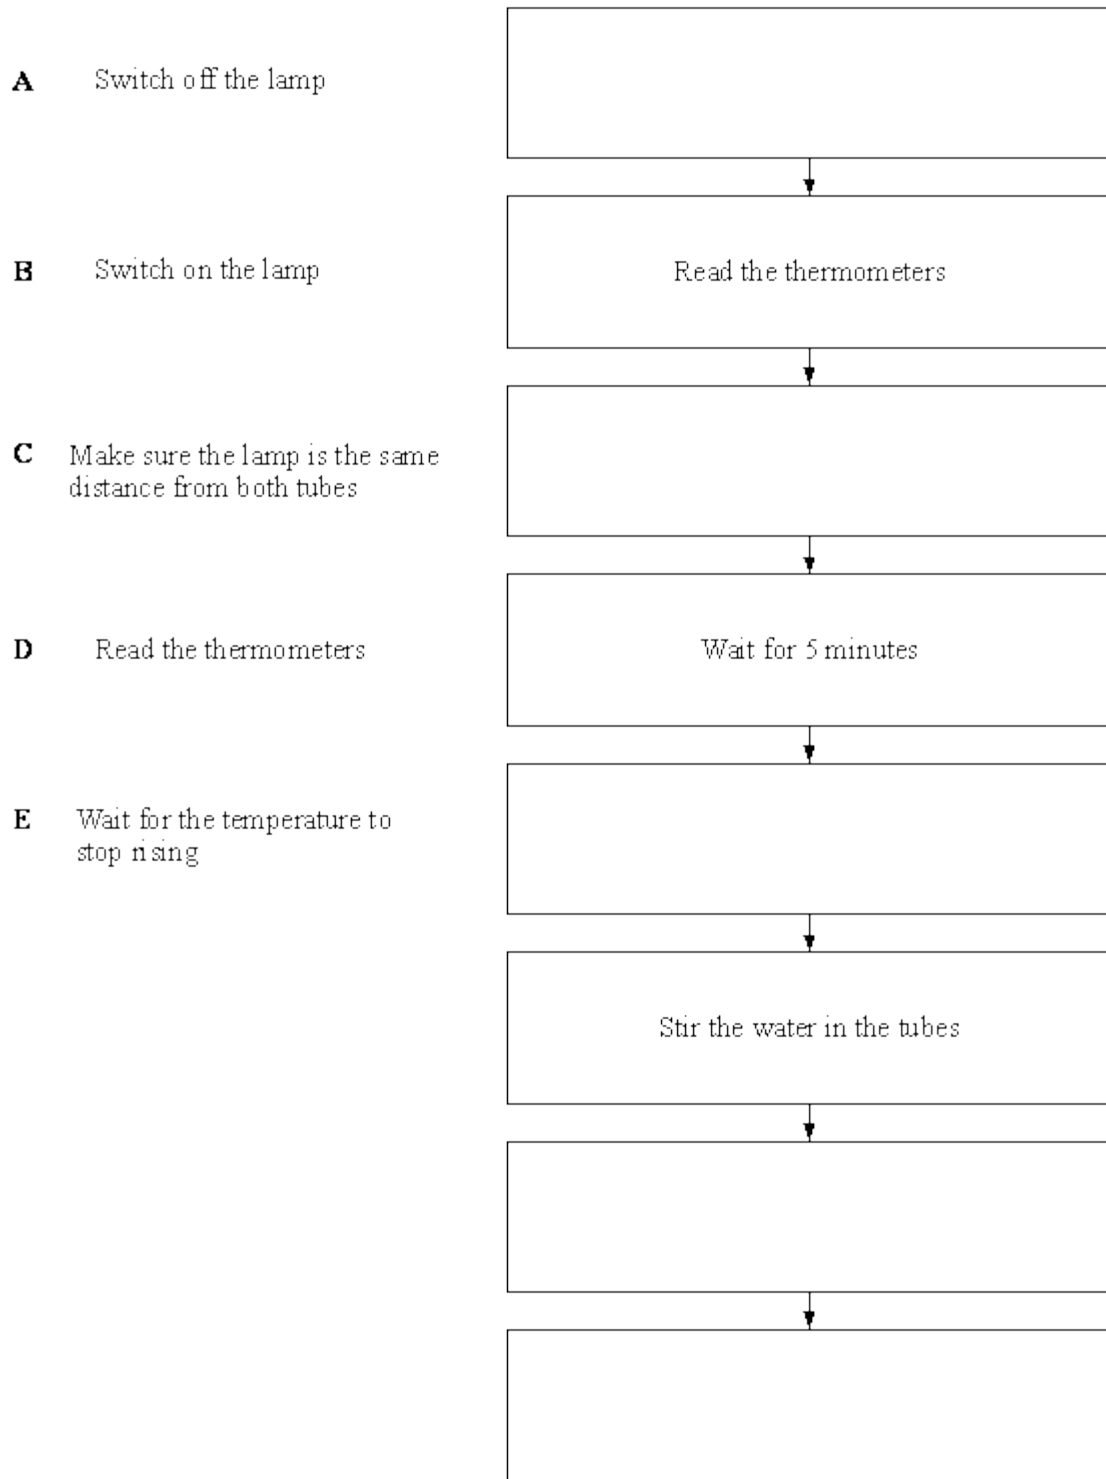 A Switch off the lamp
B Switch on the lamp
Read the thermometers
C Make sure the lamp is the same
distance from both tubes
D Read the thermometers
Wait for 5 minutes
E Wait for the temperature to
stop rising
Stir the water in the tubes